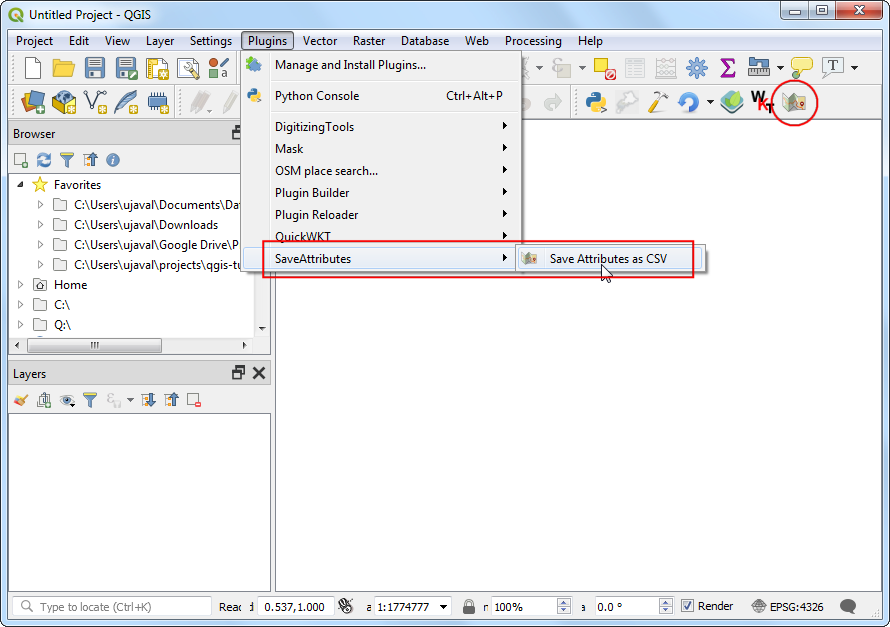 Untitled Project - QGIS
Project Edit View Layer Settings Plugins Vector Raster Database Web Processing Help
Manage and Install Plugins...
Python Console Ctrl+Alt+P
DigitizingTools
Mask
OSM place search...
Plugin Builder
Plugin Reloader
QuickWKT
SaveAttributes
Save Attributes as CSV
Browser
Favorites
C:\Users\ujaval\Documents\Dat
C:\Users\ujaval\Downloads
C:\Users\ujaval\Google Drive\P
C:\Users\ujaval\projects\qgis-tu
Home
C:\
Q:\
Layers
Type to locate (Ctrl+K)
Read 0.537,1.000 1:1774777 100% 0.0 ° Render EPSG:4326